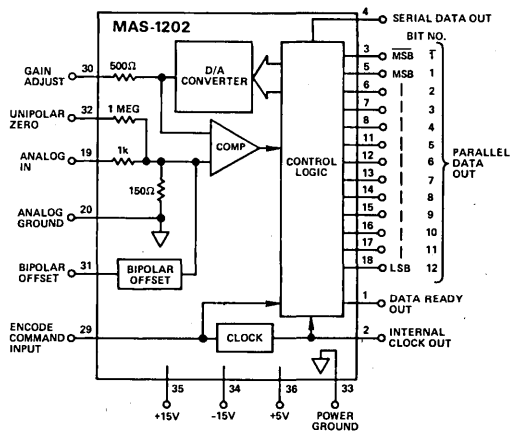 MAS-1202
4 SERIAL DATA OUT
BIT NO.
3 MSB 1
5 MSB 1
6 2
7 3
8 4
11 5
12 6
13 7
14 8
15 9
16 10
17 11
18 LSB 12
PARALLEL
DATA
OUT
1 DATA READY
OUT
2 INTERNAL
CLOCK OUT
GAIN
ADJUST
30
500Ω
D/A
CONVERTER
UNIPOLAR
ZERO
32
1 MEG
COMP
CONTROL
LOGIC
ANALOG
IN
19
1k
150Ω
ANALOG
GROUND
20
BIPOLAR
OFFSET
31
BIPOLAR
OFFSET
ENCODE
COMMAND
INPUT
29
CLOCK
35
+15V
34
-15V
36
+5V
33
POWER
GROUND